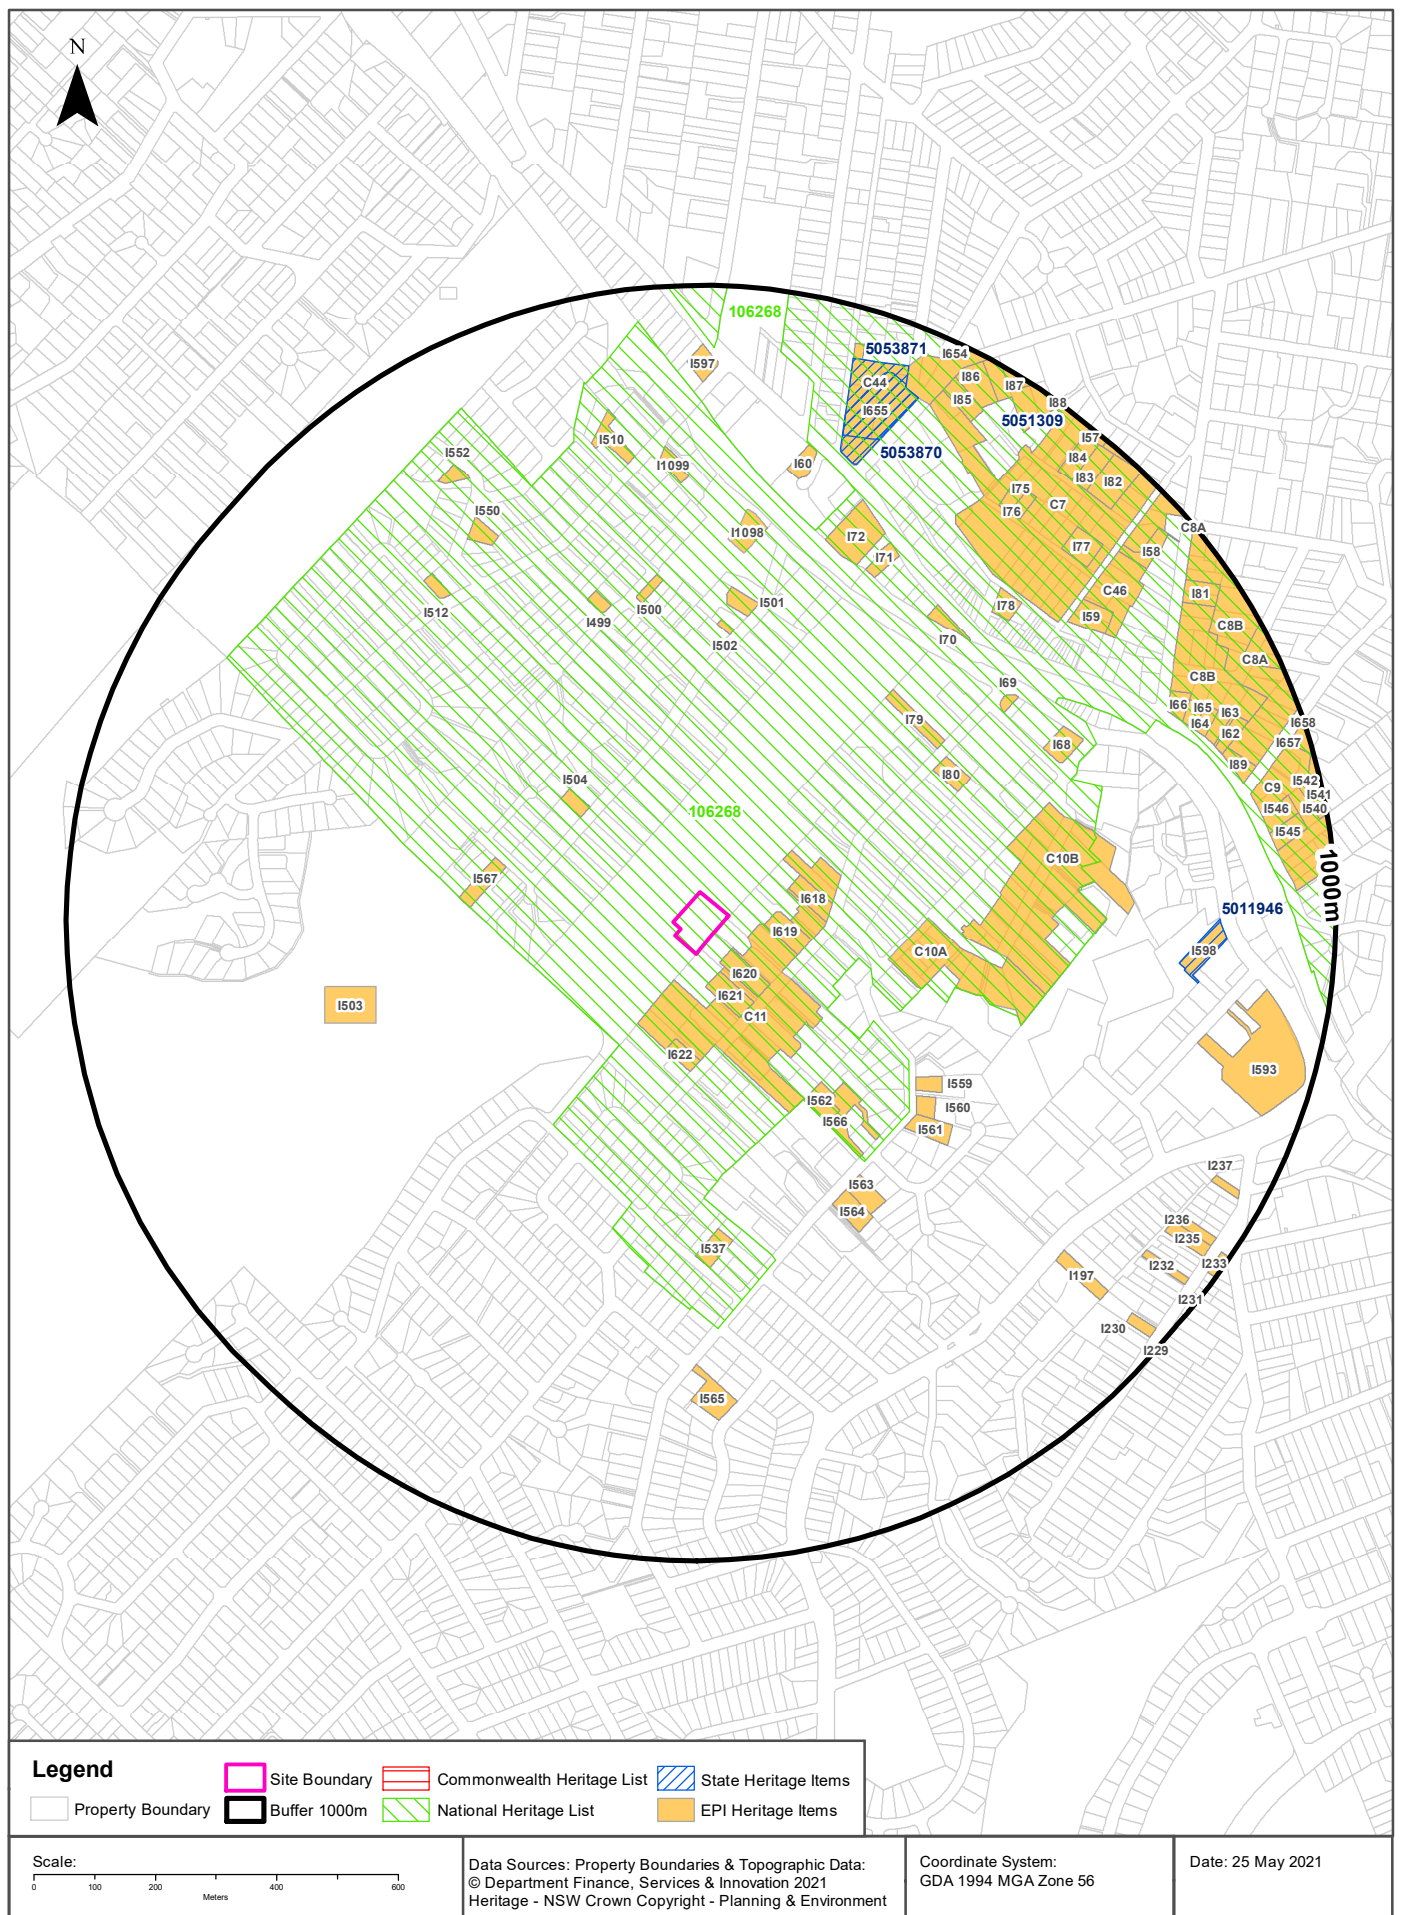 N
106268
5053871
I654
I597
I86
C44
I87
I85
I655
I88
5051309
I510
I57
I552
5053870
I84
I1099
I60
I83
I82
I75
C7
I76
I550
C8A
I1098
I72
I77
I58
I71
I512
C46
I81
I499
I500
I501
I78
I59
I70
C8B
I502
C8A
C8B
I69
I66
I65
I63
I79
I64
I658
I62
I68
I657
I89
I504
I80
I542
C9
I541
106268
I546
I540
I545
C10B
I567
1000m
I618
5011946
I619
C10A
I598
I620
I621
I503
C11
I622
I593
I559
I562
I560
I566
I561
I237
I563
I564
I236
I235
I537
I232
I233
I197
I231
I230
I229
I565
Legend
Site Boundary
Commonwealth Heritage List
State Heritage Items
Property Boundary
Buffer 1000m
National Heritage List
EPI Heritage Items
Scale:
0 100 200 400 600
Meters
Data Sources: Property Boundaries & Topographic Data:
© Department Finance, Services & Innovation 2021
Heritage - NSW Crown Copyright - Planning & Environment
Coordinate System:
GDA 1994 MGA Zone 56
Date: 25 May 2021